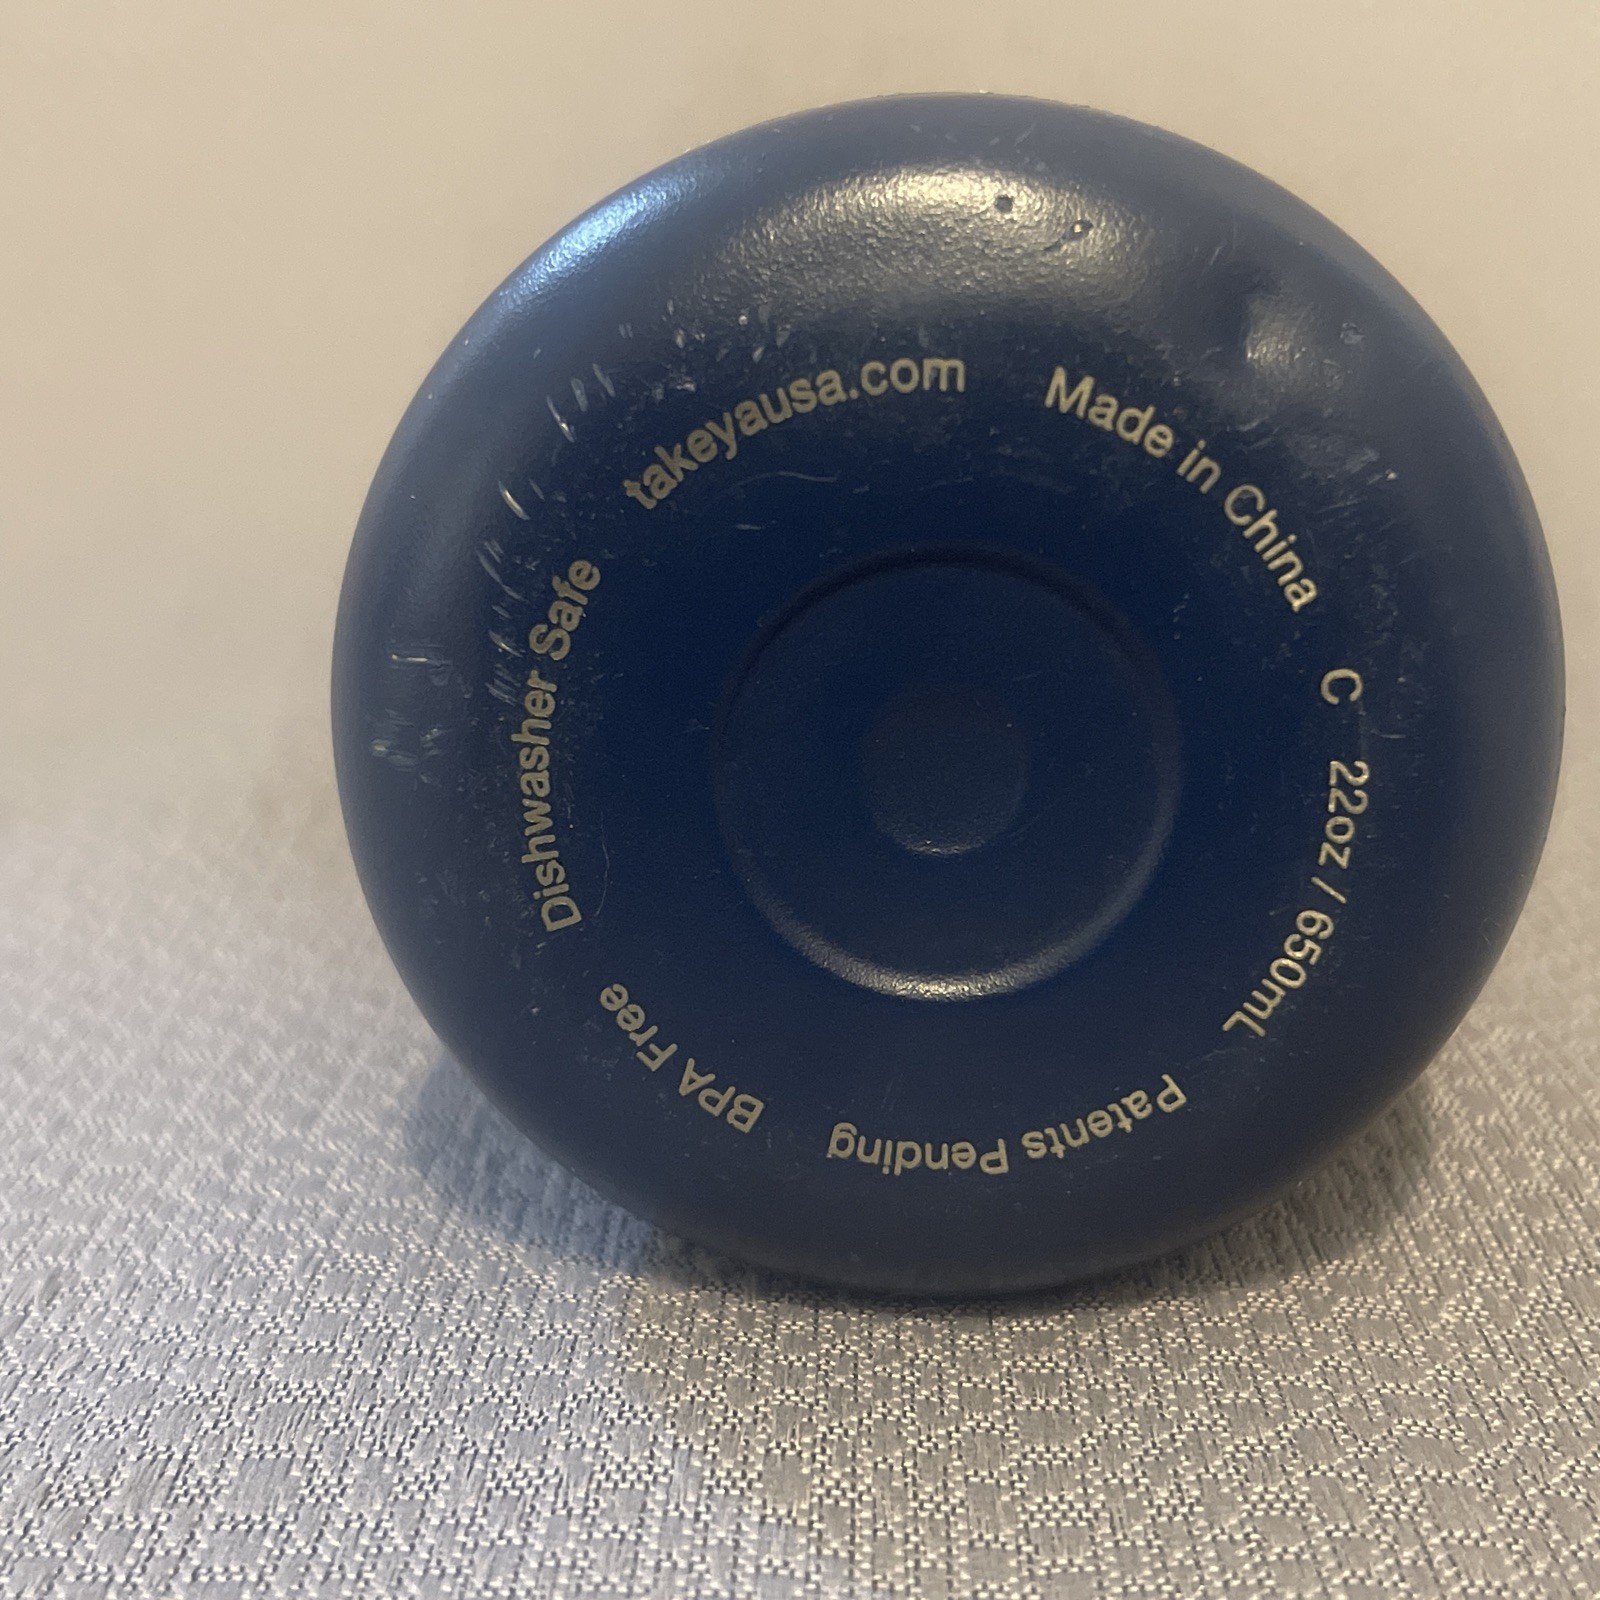 takeyausa.com
Made in China
C
22oz / 650mL
Patents Pending
BPA Free
Dishwasher Safe